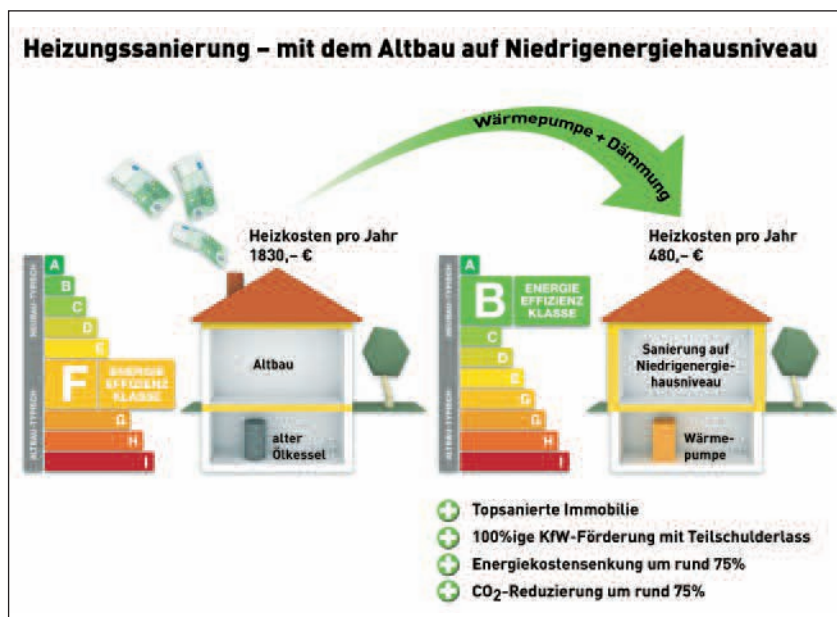 Heizungssanierung – mit dem Altbau auf Niedrigenergiehausniveau
Wärmepumpe + Dämmung
Heizkosten pro Jahr
1830,– €
NEUBAU-TYPISCH
ALTBAU-TYPISCH
A
B
C
D
E
F
ENERGIE
EFFIZIENZ
KLASSE
G
H
I
Altbau
alter
Ölkessel
Heizkosten pro Jahr
480,– €
NEUBAU-TYPISCH
ALTBAU-TYPISCH
A
B
ENERGIE
EFFIZIENZ
KLASSE
C
D
E
G
G
H
I
Sanierung auf
Niedrigenergie-
hausniveau
Wärme-
pumpe
Topsanierte Immobilie
100%ige KfW-Förderung mit Teilschulderlass
Energiekostensenkung um rund 75%
CO2-Reduzierung um rund 75%